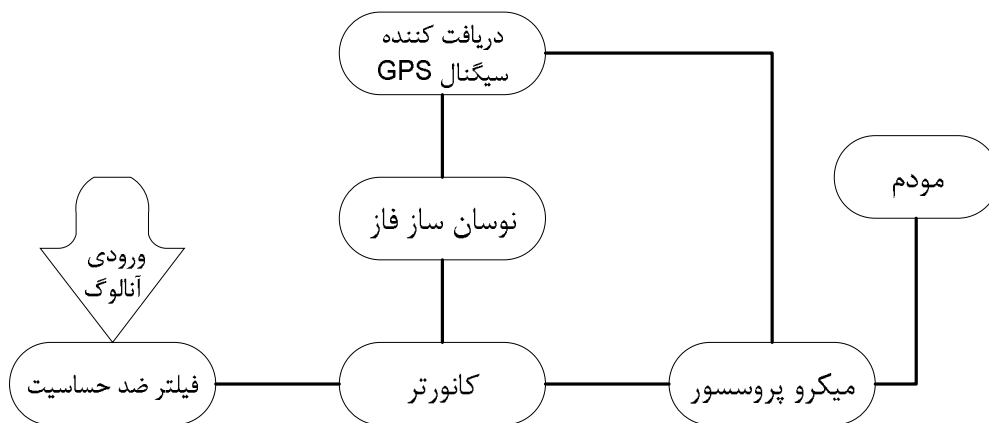 دریافت کننده
سیگنال GPS
مودم
نوسان ساز فاز
ورودی
آنالوگ
میکرو پروسسور
کانورتر
فیلتر ضد حساسیت